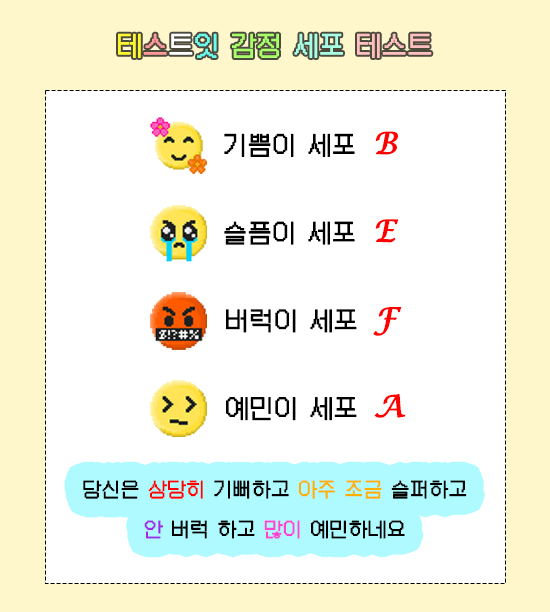 테스트잇 감정 세포 테스트
기쁨이 세포 B
슬픔이 세포 E
버럭이 세포 F
$!?#%
예민이 세포 A
당신은 상당히 기뻐하고 아주 조금 슬퍼하고
안 버럭 하고 많이 예민하네요